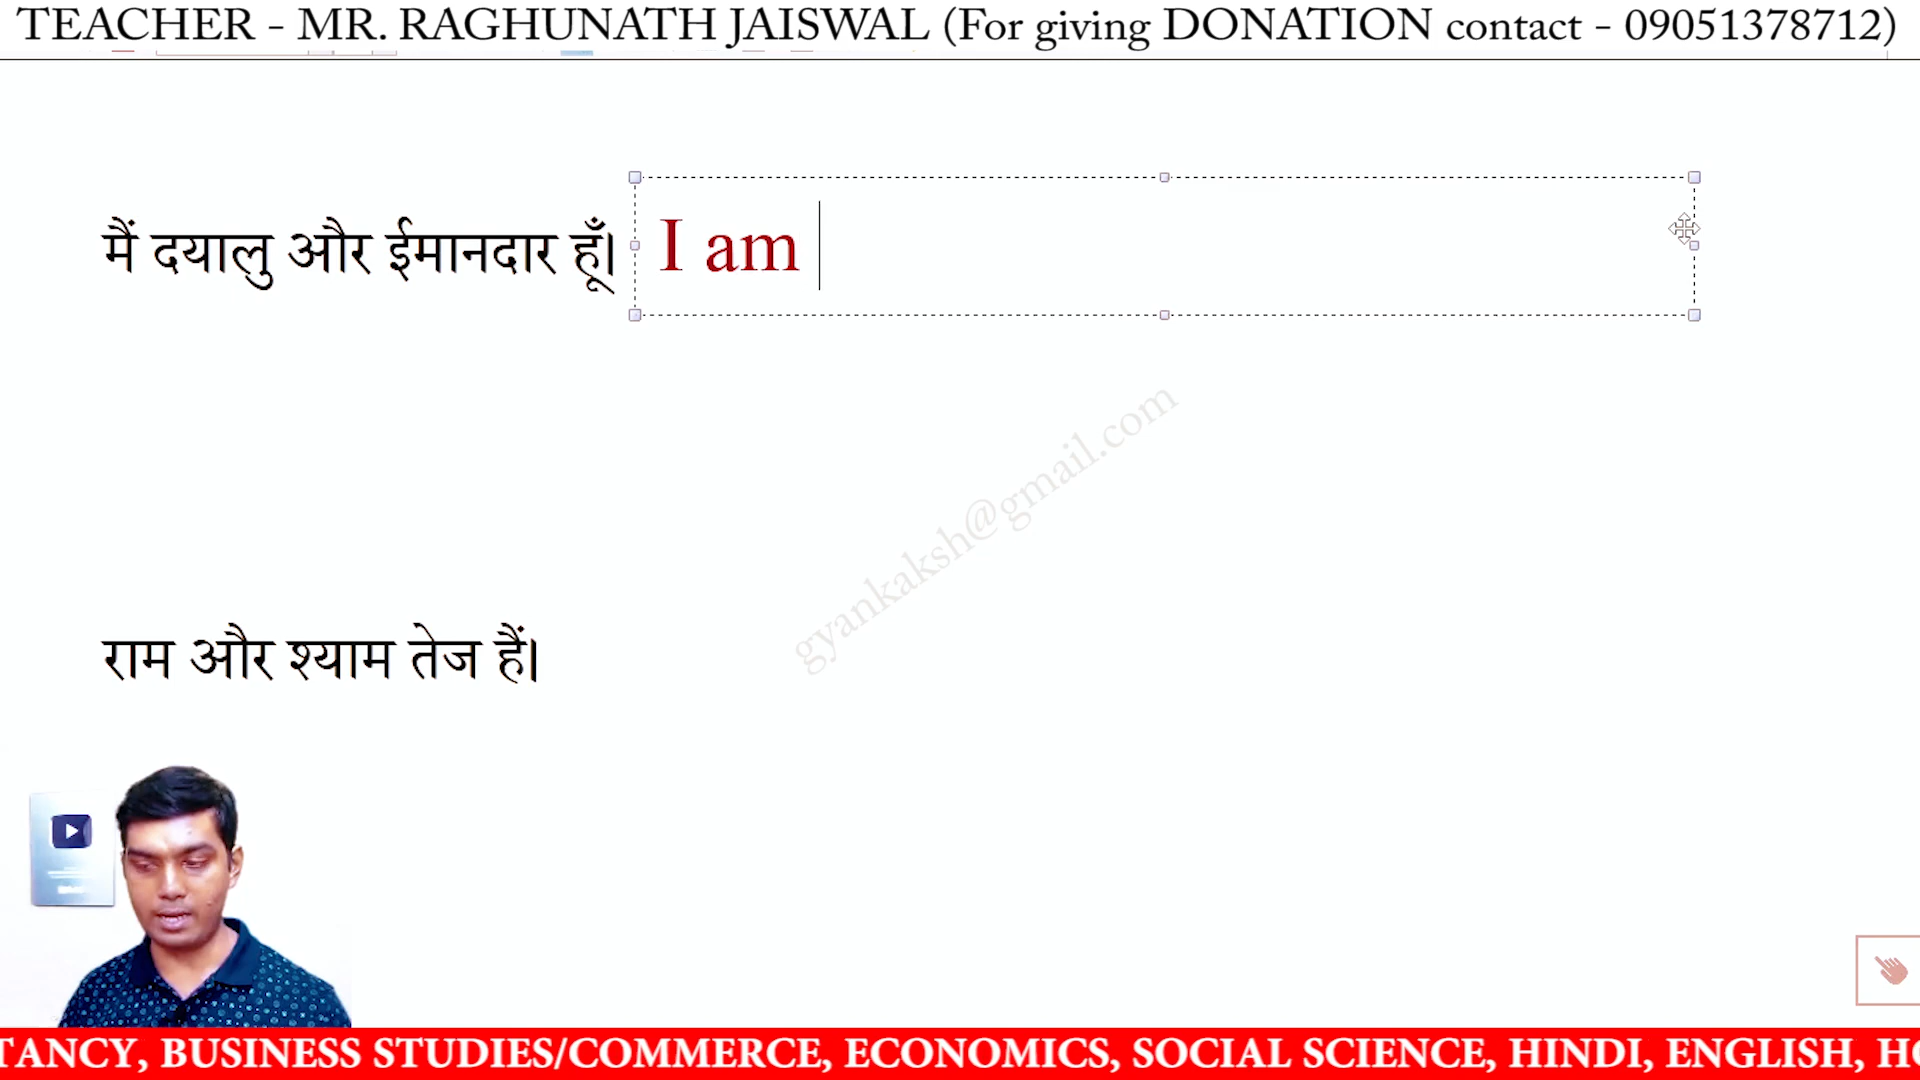 TEACHER - MR. RAGHUNATH JAISWAL (For giving DONATION contact - 09051378712)
मैं दयालु और ईमानदार हूँ। I am
gyankaksh@gmail.com
राम और श्याम तेज हैं।
TANCY, BUSINESS STUDIES/COMMERCE, ECONOMICS, SOCIAL SCIENCE, HINDI, ENGLISH, HO